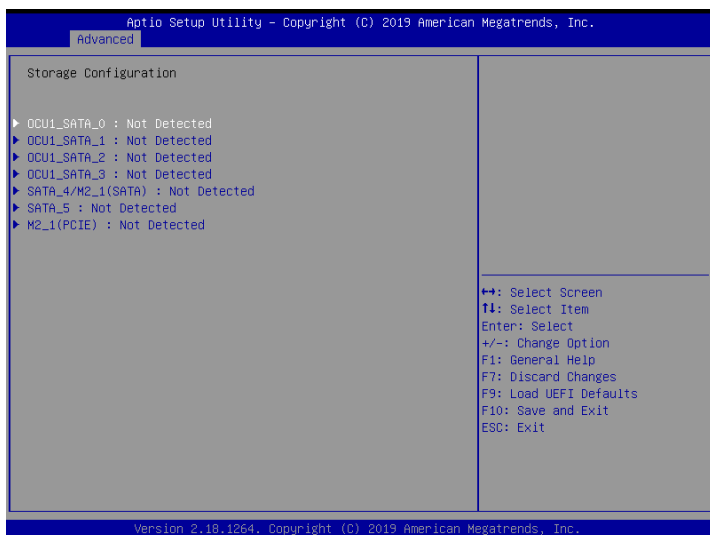 Aptio Setup Utility – Copyright (C) 2019 American Megatrends, Inc.
Advanced
Storage Configuration
▶ OCU1_SATA_0 : Not Detected
▶ OCU1_SATA_1 : Not Detected
▶ OCU1_SATA_2 : Not Detected
▶ OCU1_SATA_3 : Not Detected
▶ SATA_4/M2_1(SATA) : Not Detected
▶ SATA_5 : Not Detected
▶ M2_1(PCIE) : Not Detected
↔: Select Screen
↑↓: Select Item
Enter: Select
+/-: Change Option
F1: General Help
F7: Discard Changes
F9: Load UEFI Defaults
F10: Save and Exit
ESC: Exit
Version 2.18.1264. Copyright (C) 2019 American Megatrends, Inc.